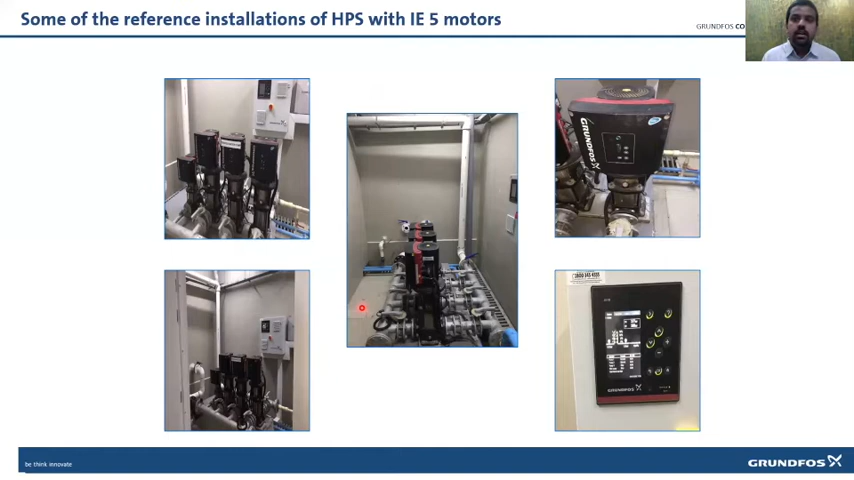 Some of the reference installations of HPS with IE 5 motors
GRUNDFOS CO
GRUNDFOS
GRUNDFOS
be think innovate
GRUNDFOS